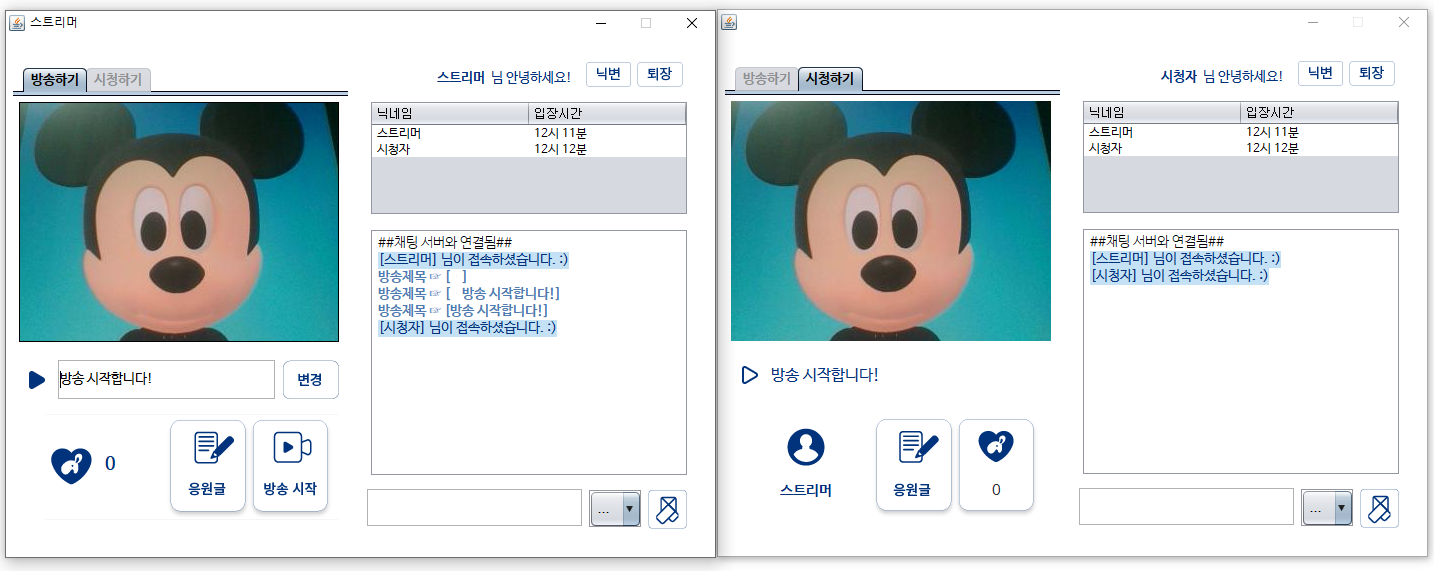 스트리머
방송하기 시청하기
스트리머 님 안녕하세요! 닉변 퇴장
닉네임 입장시간
스트리머 12시 11분
시청자 12시 12분
##채팅 서버와 연결됨##
[스트리머] 님이 접속하셨습니다. :)
방송제목 ☞ [ ]
방송제목 ☞ [ 방송 시작합니다!]
방송제목 ☞ [방송 시작합니다!]
[시청자] 님이 접속하셨습니다. :)
방송 시작합니다! 변경
0
응원글 방송 시작
...
방송하기 시청하기
시청자 님 안녕하세요! 닉변 퇴장
닉네임 입장시간
스트리머 12시 11분
시청자 12시 12분
##채팅 서버와 연결됨##
[스트리머] 님이 접속하셨습니다. :)
[시청자] 님이 접속하셨습니다. :)
방송 시작합니다!
스트리머 응원글 0
...